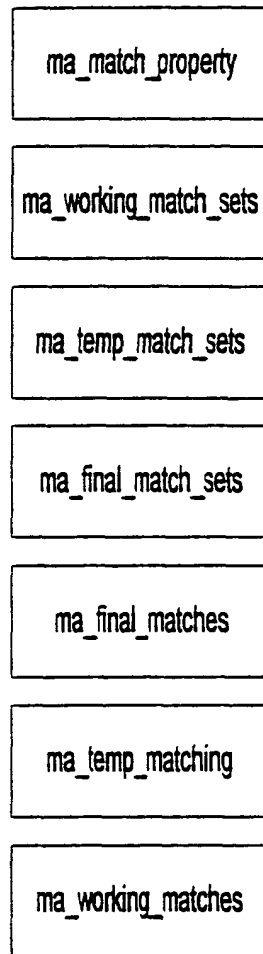 ma_match_property
ma_working_match_sets
ma_temp_match_sets
ma_final_match_sets
ma_final_matches
ma_temp_matching
ma_working_matches